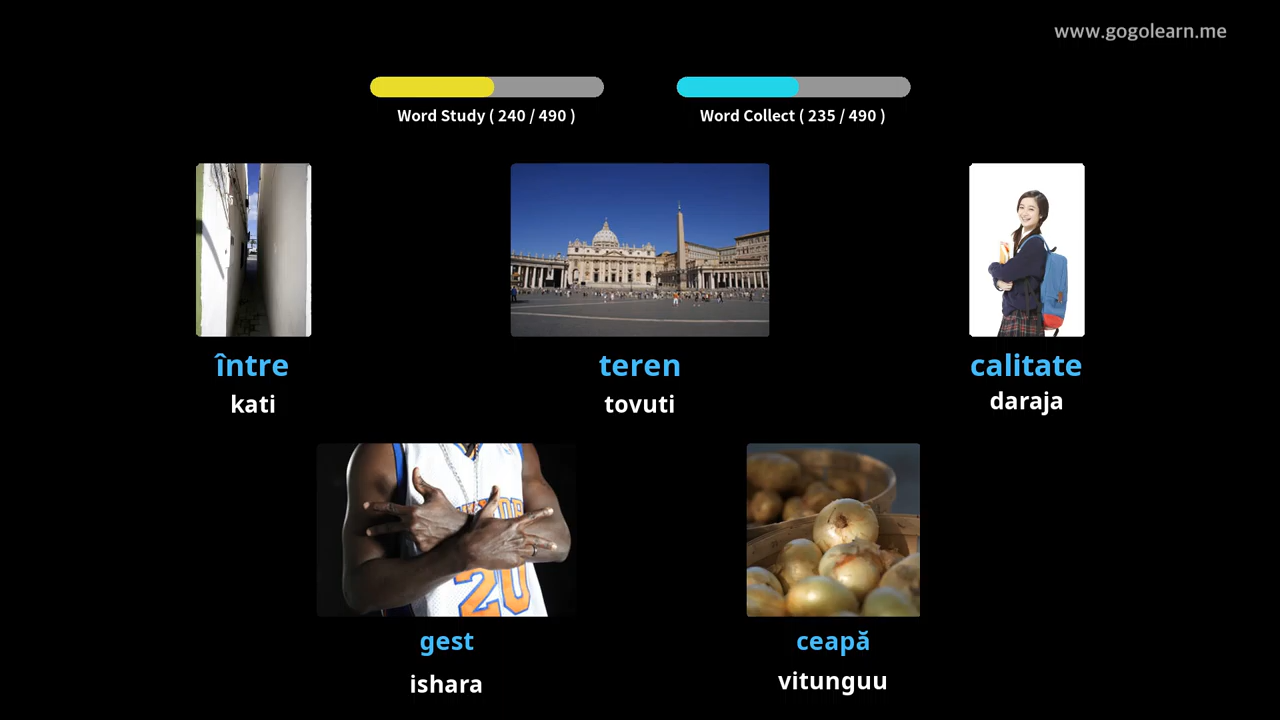 www.gogolearn.me
Word Study ( 240 / 490 )
Word Collect ( 235 / 490 )
între
kati
teren
tovuti
calitate
daraja
20
gest
ishara
ceapă
vitunguu